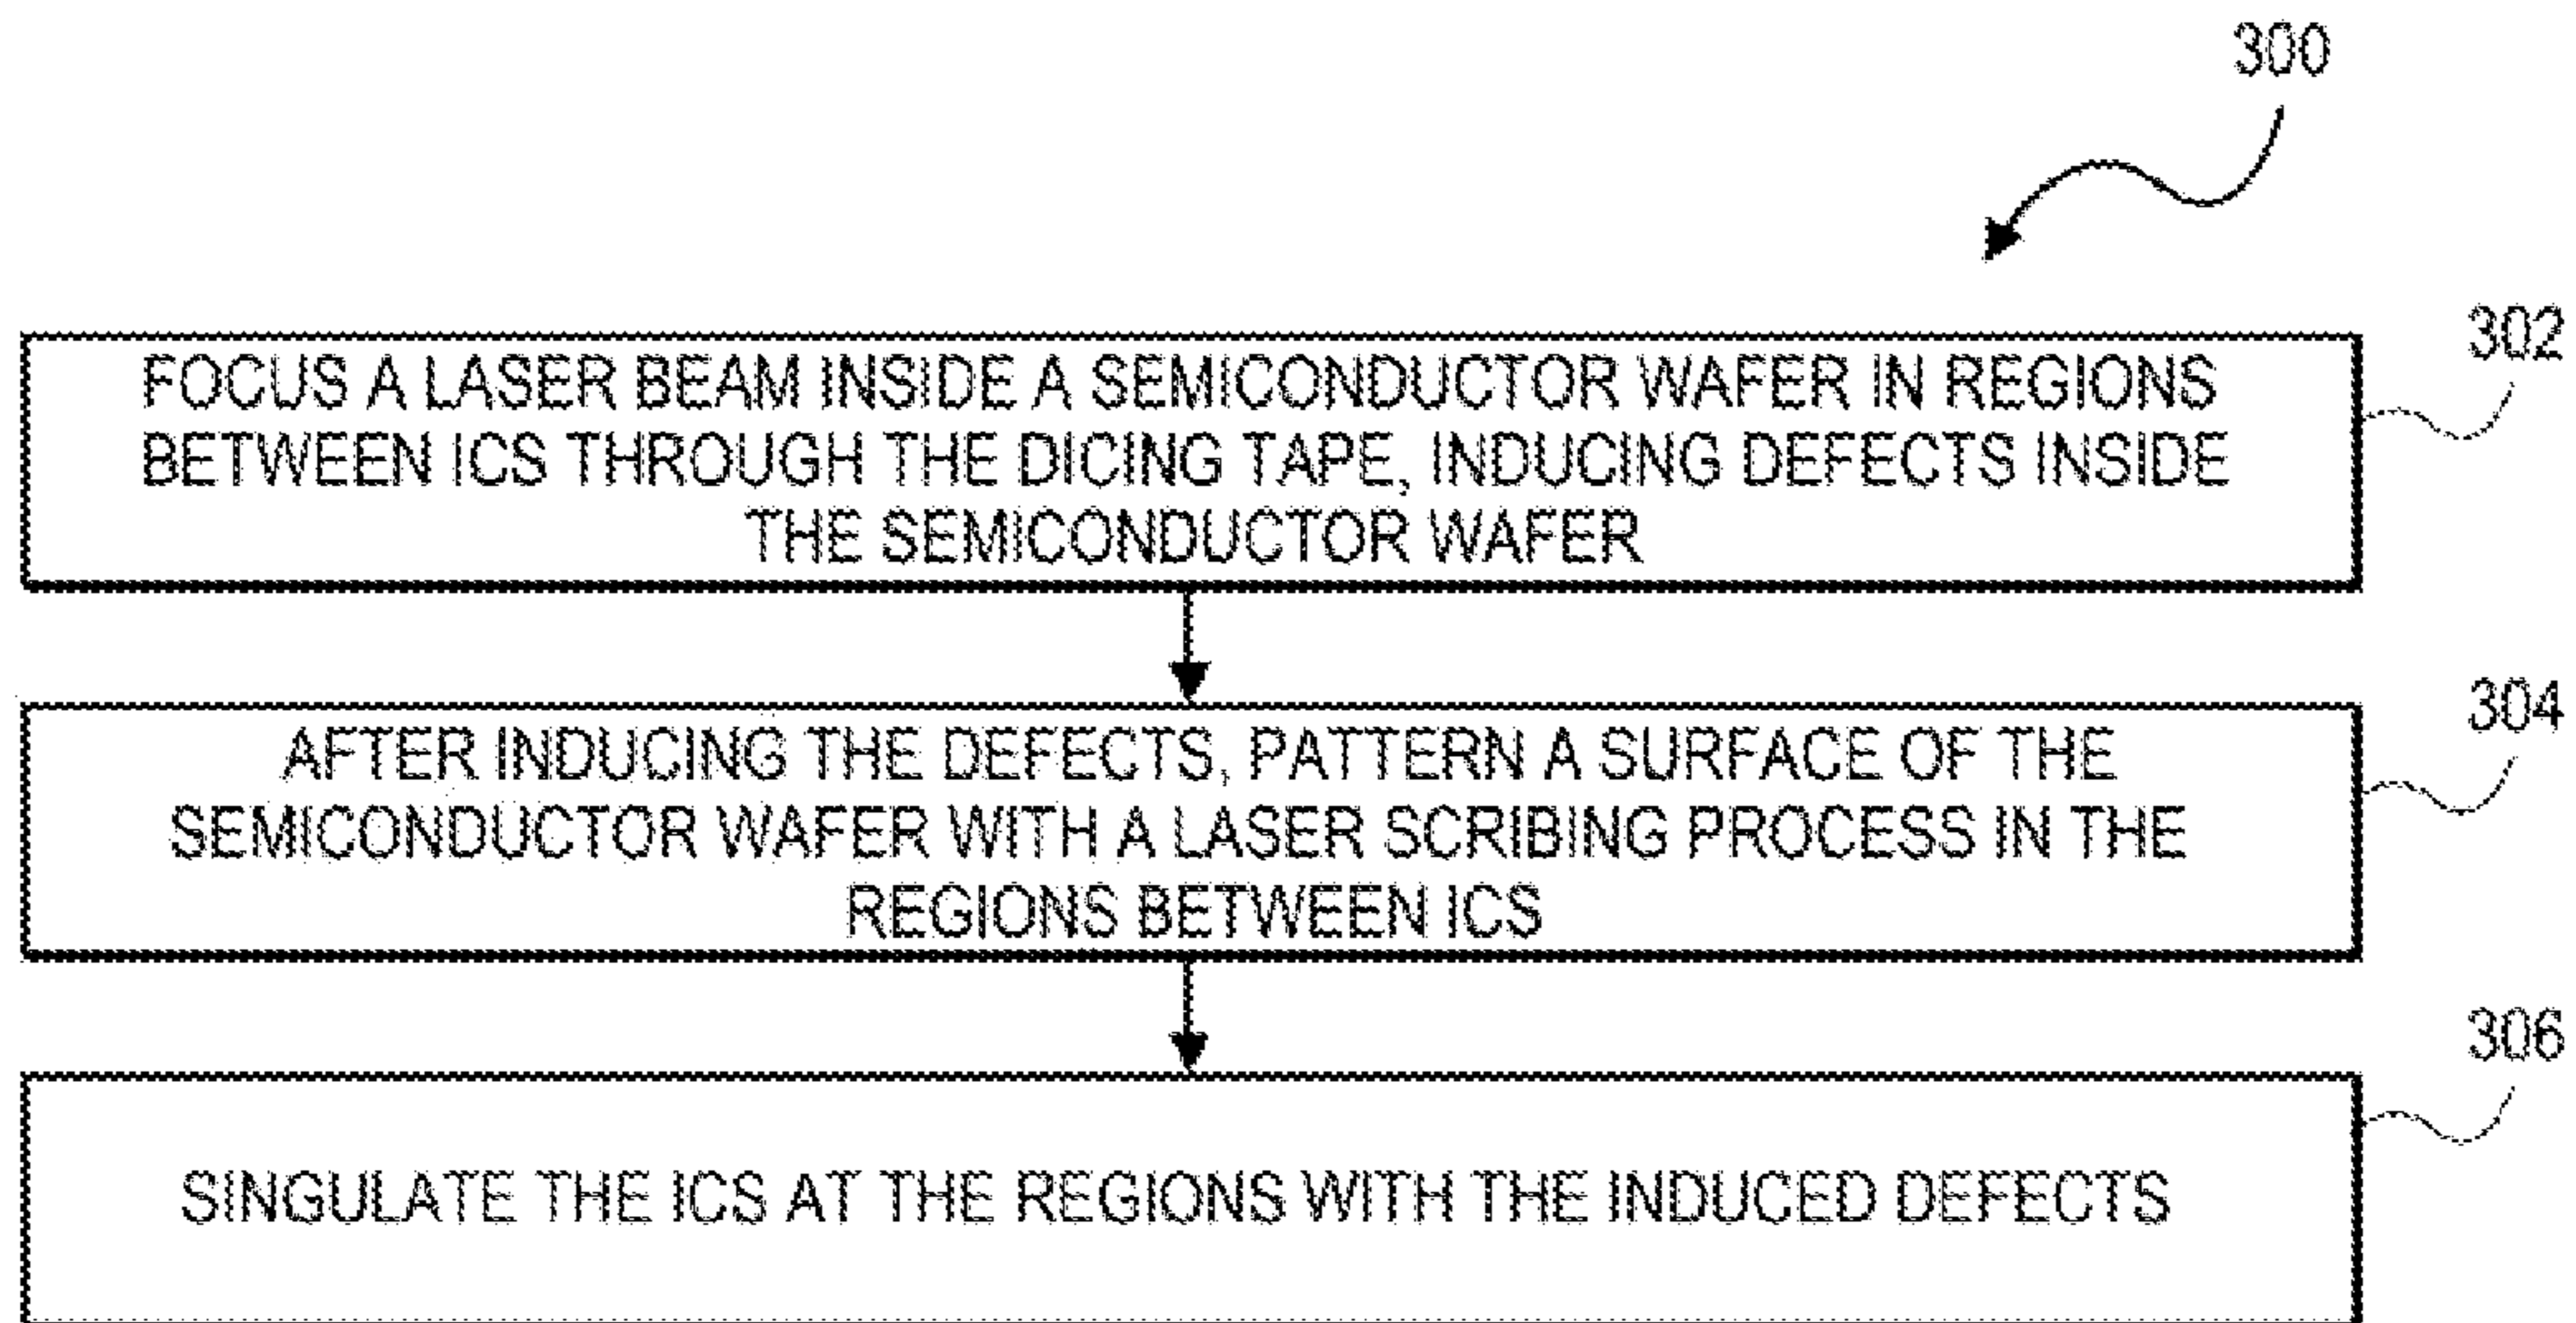 300
302
FOCUS A LASER BEAM INSIDE A SEMICONDUCTOR WAFER IN REGIONS
BETWEEN ICS THROUGH THE DICING TAPE, INDUCING DEFECTS INSIDE
THE SEMICONDUCTOR WAFER
304
AFTER INDUCING THE DEFECTS, PATTERN A SURFACE OF THE
SEMICONDUCTOR WAFER WITH A LASER SCRIBING PROCESS IN THE
REGIONS BETWEEN ICS
306
SINGULATE THE ICS AT THE REGIONS WITH THE INDUCED DEFECTS